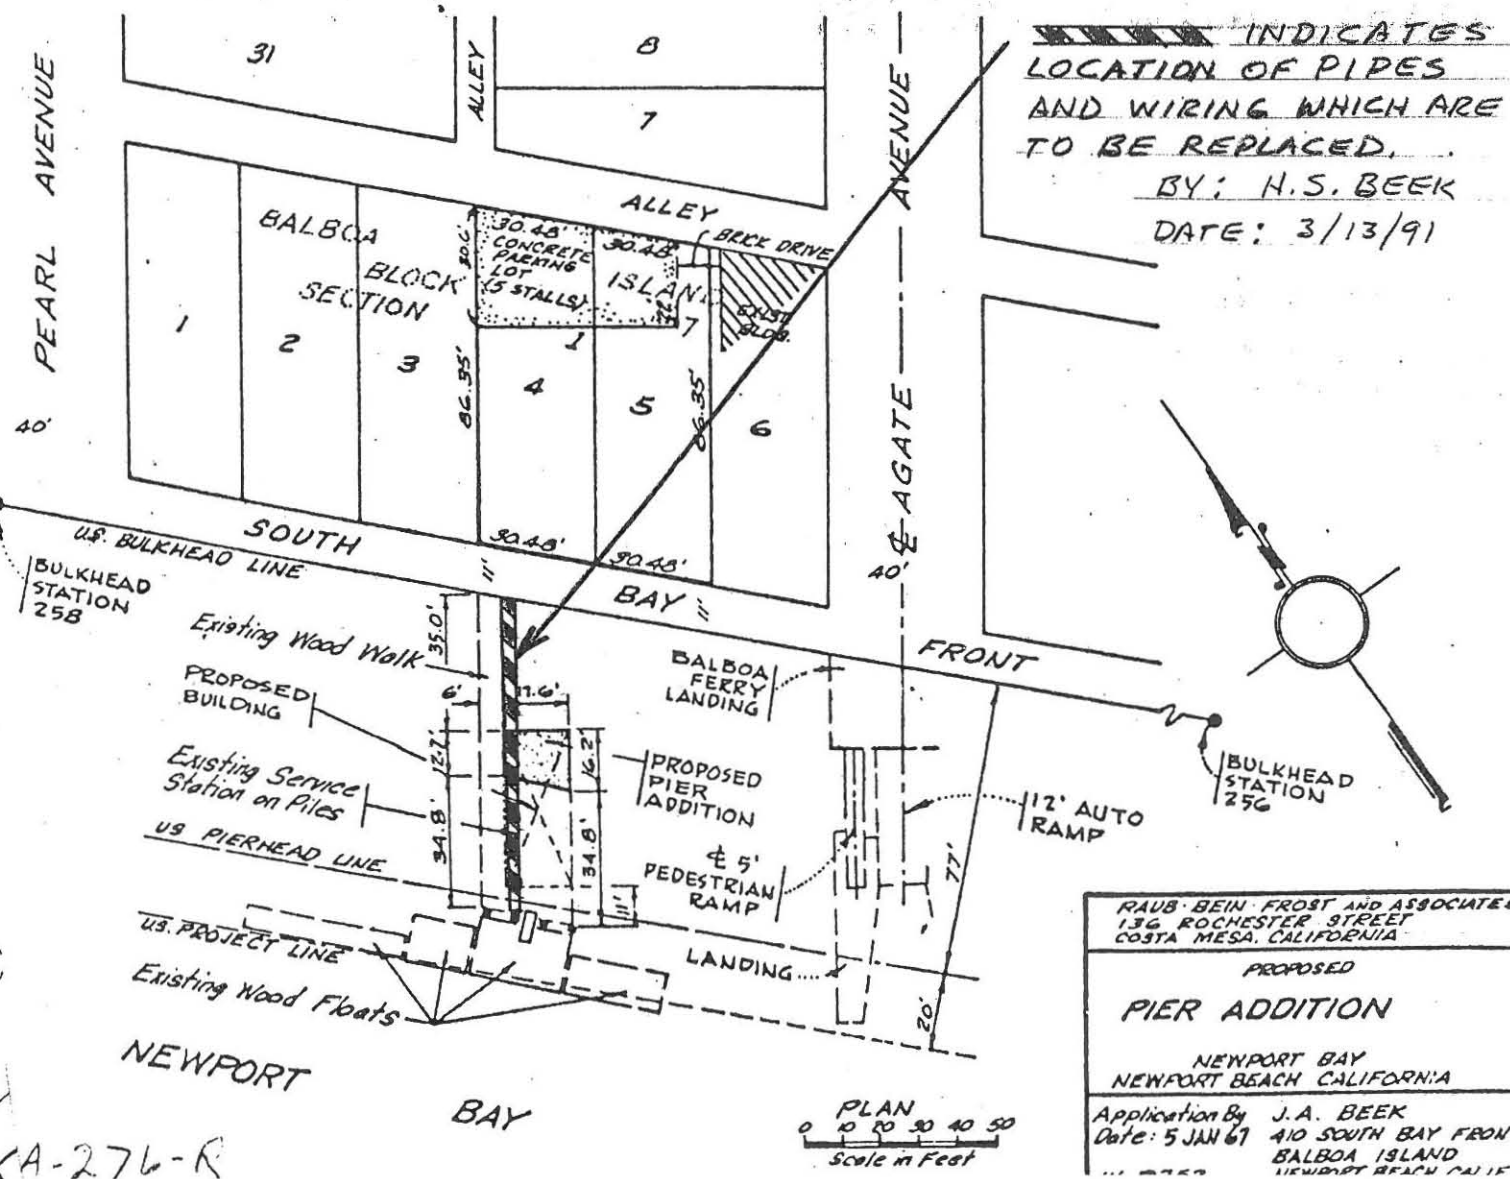 INDICATES
LOCATION OF PIPES
AND WIRING WHICH ARE
TO BE REPLACED.
BY: H.S. BEEK
DATE: 3/13/91
PEARL AVENUE
40'
31
ALLEY
8
7
AVENUE
AGATE
40'
ALLEY
BALBOA
ISLAND
BLOCK
7
SECTION
1
1
2
3
4
5
6
30.48'
30.48'
CONCRETE
PARKING
LOT
(5 STALLS)
BRICK DRIVE
EXIST.
BLDG.
86.35'
86.35'
30.48'
30.48'
SOUTH
BAY
FRONT
11'
11'
U.S. BULKHEAD LINE
BULKHEAD
STATION
258
Existing Wood Walk
35.0'
PROPOSED
BUILDING
6'
12.7'
16.2'
Existing Service
Station on Piles
34.8'
34.8'
11'
PROPOSED
PIER
ADDITION
BALBOA
FERRY
LANDING
℄ 5'
PEDESTRIAN
RAMP
12' AUTO
RAMP
77'
20'
BULKHEAD
STATION
256
US PIERHEAD LINE
U.S. PROJECT LINE
Existing Wood Floats
LANDING
NEWPORT
BAY
PLAN
0 10 20 30 40 50
Scale in Feet
RAUB · BEIN · FROST AND ASSOCIATES
136 ROCHESTER STREET
COSTA MESA, CALIFORNIA
PROPOSED
PIER ADDITION
NEWPORT BAY
NEWPORT BEACH CALIFORNIA
Application By J.A. BEEK
Date: 5 JAN 67 410 SOUTH BAY FRON
BALBOA ISLAND
NEWPORT BEACH CALIF
A-276-R